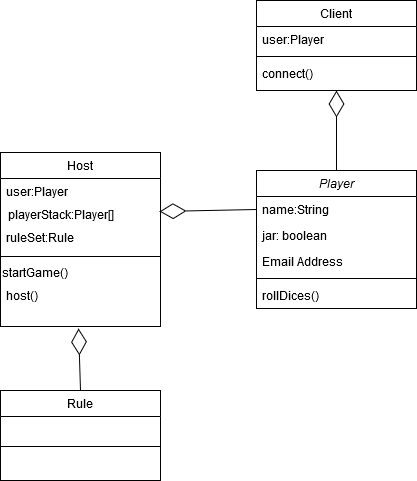 Client
user:Player
connect()
Host
user:Player
playerStack:Player[]
ruleSet:Rule
startGame()
host()
Player
name:String
jar: boolean
Email Address
rollDices()
Rule